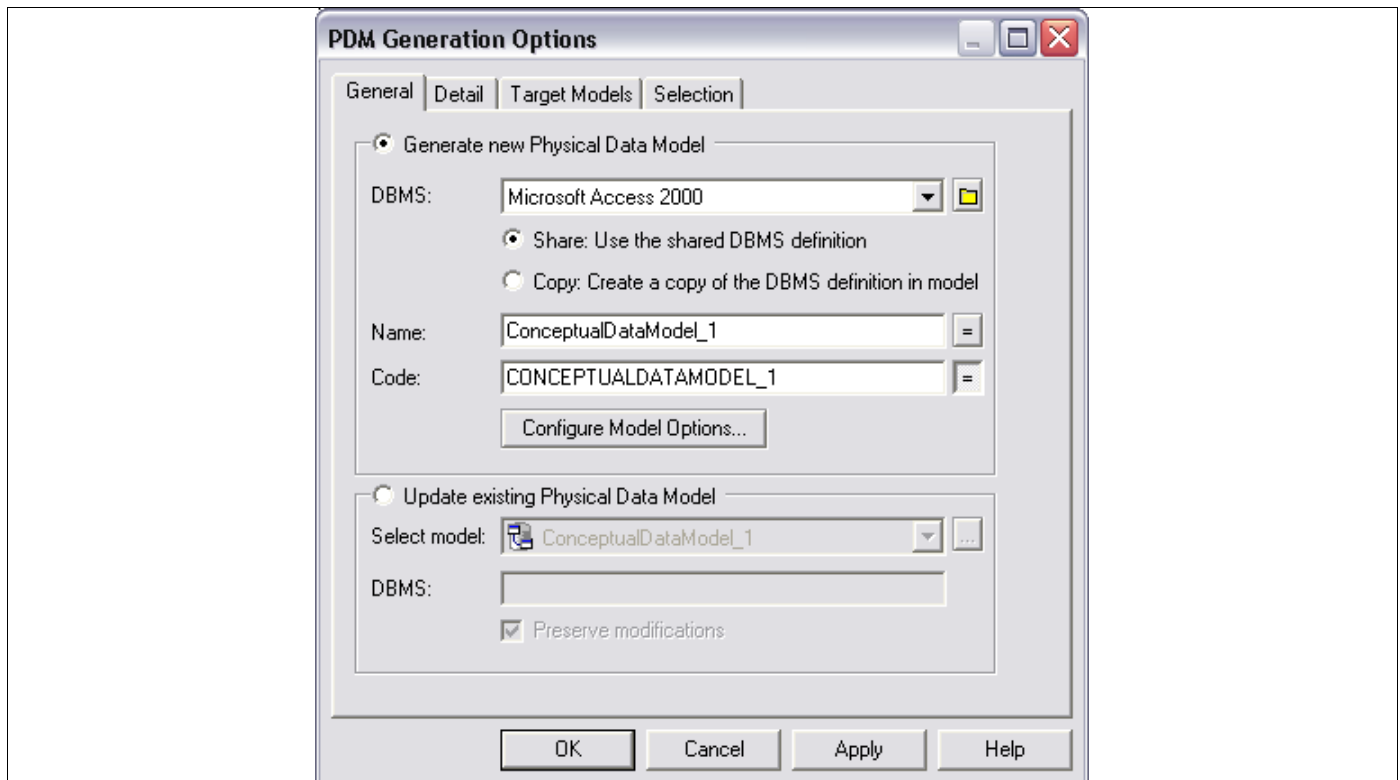 PDM Generation Options
General Detail Target Models Selection
Generate new Physical Data Model
DBMS: Microsoft Access 2000
Share: Use the shared DBMS definition
Copy: Create a copy of the DBMS definition in model
Name: ConceptualDataModel_1 =
Code: CONCEPTUALDATAMODEL_1 =
Configure Model Options...
Update existing Physical Data Model
Select model: ConceptualDataModel_1 ...
DBMS:
Preserve modifications
OK Cancel Apply Help